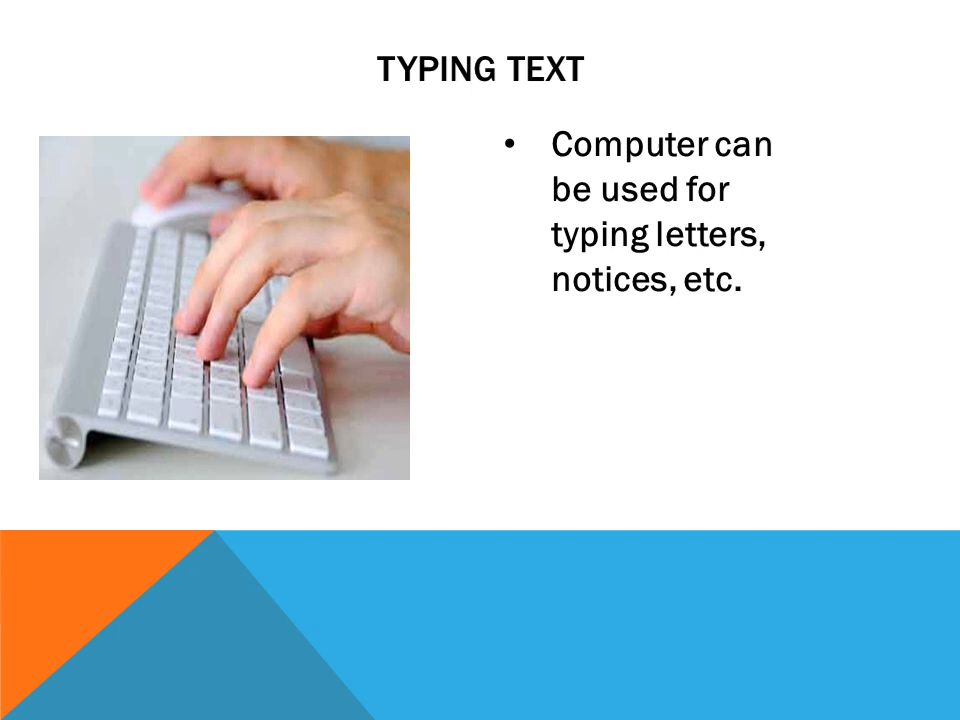 TYPING TEXT
• Computer can
be used for
typing letters,
notices, etc.